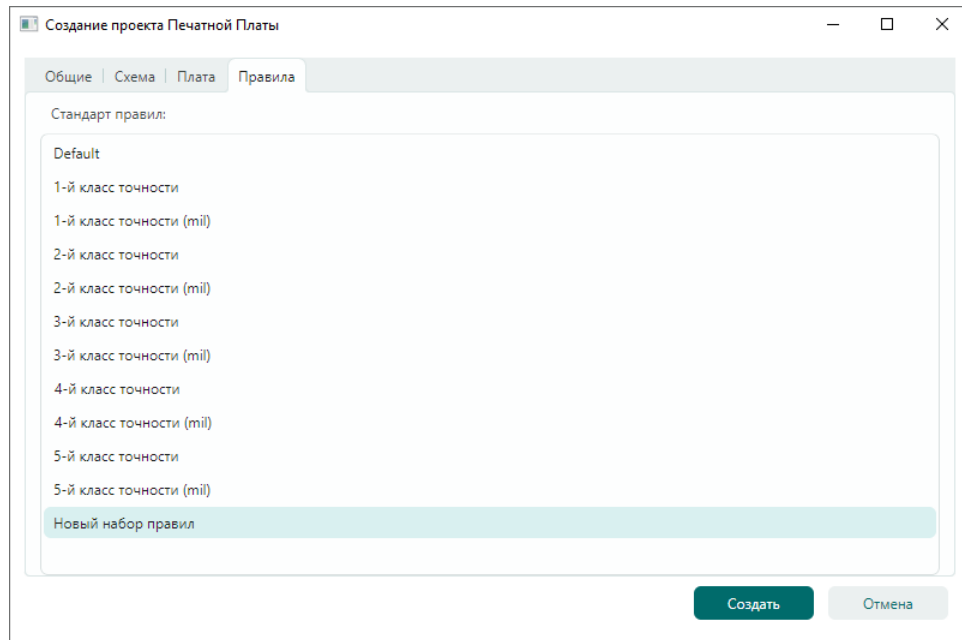 Создание проекта Печатной Платы
Общие Схема Плата Правила
Стандарт правил:
Default
1-й класс точности
1-й класс точности (mil)
2-й класс точности
2-й класс точности (mil)
3-й класс точности
3-й класс точности (mil)
4-й класс точности
4-й класс точности (mil)
5-й класс точности
5-й класс точности (mil)
Новый набор правил
Создать Отмена